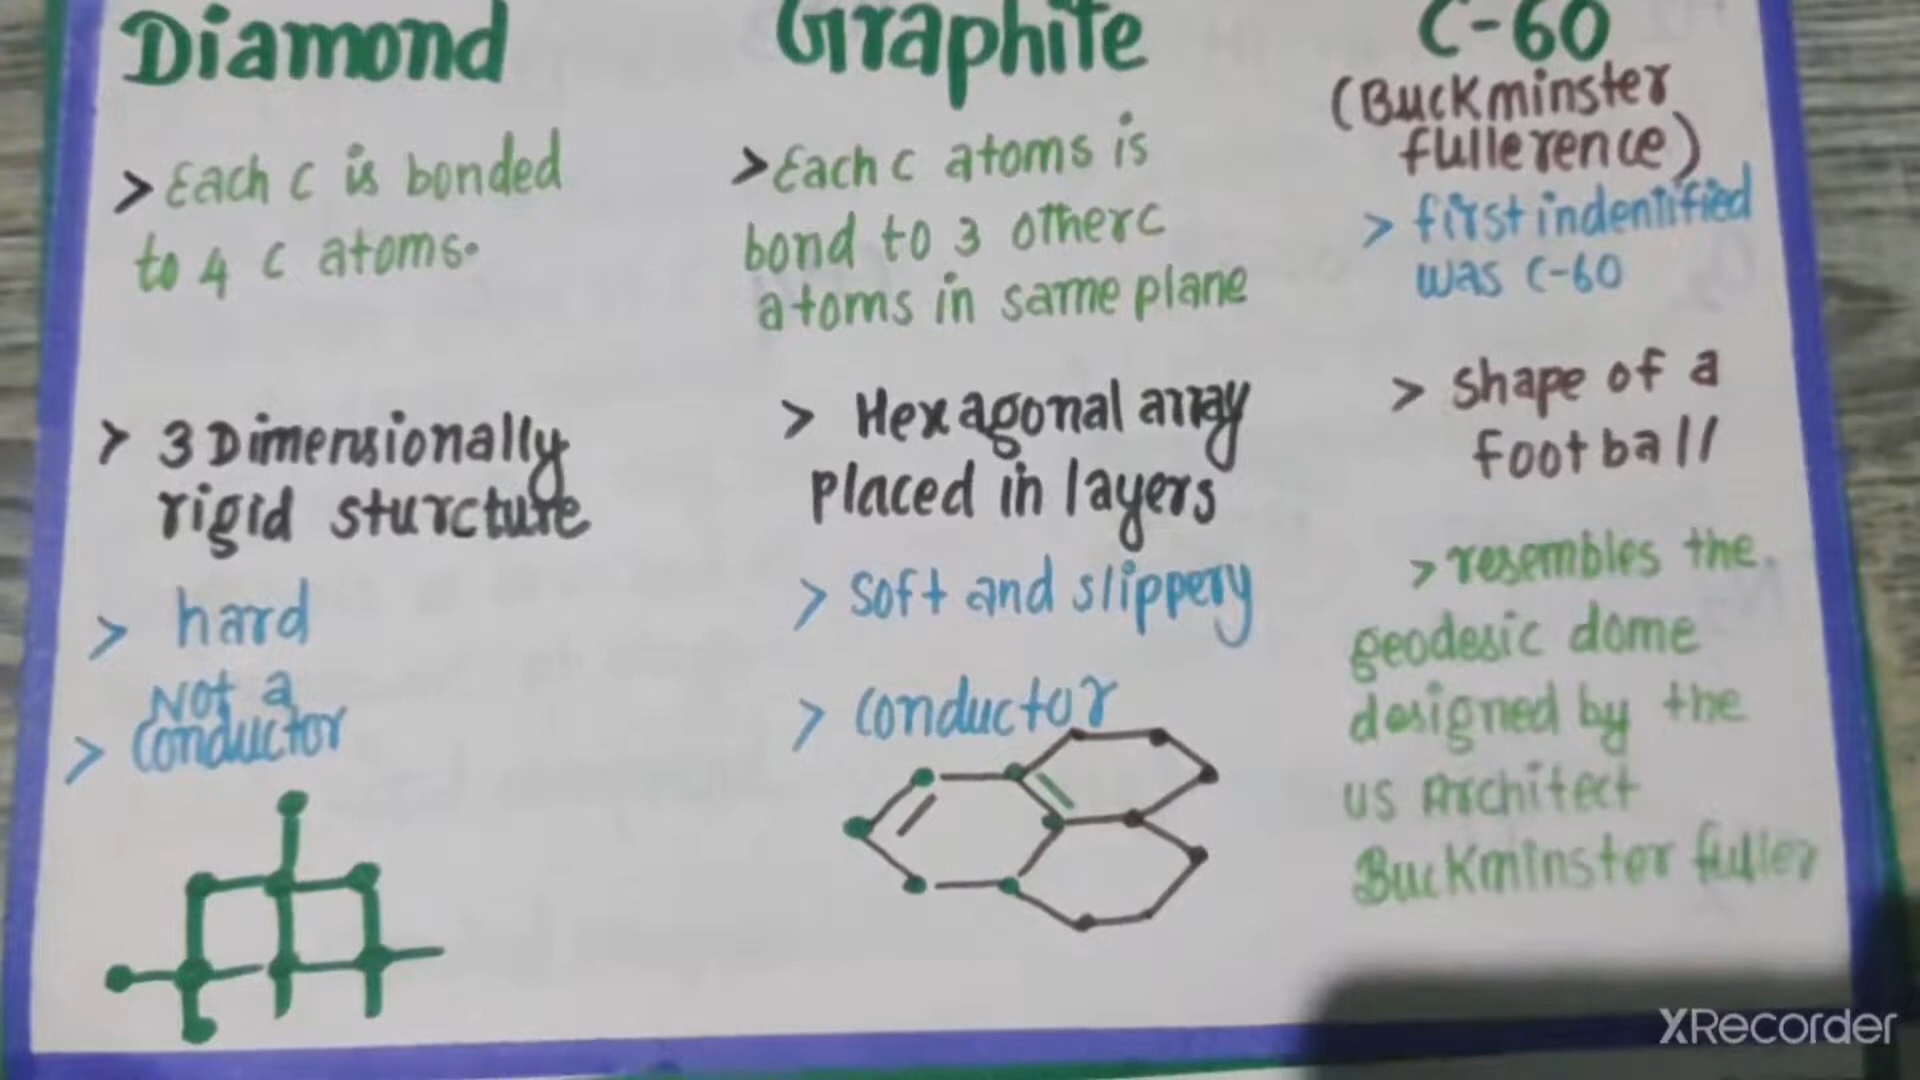 Diamond
> Each C is bonded
to 4 C atoms.
> 3 Dimensionally
rigid sturcture
> hard
Not a
> Conductor
Graphite
> Each C atoms is
bond to 3 other C
atoms in same plane
> Hexagonal array
placed in layers
> soft and slippery
> Conductor
C-60
(Buckminster
fullerence)
> first indentified
was C-60
> shape of a
football
> resembles the
geodesic dome
designed by the
US Architect
Buckminster fuller
XRecorder